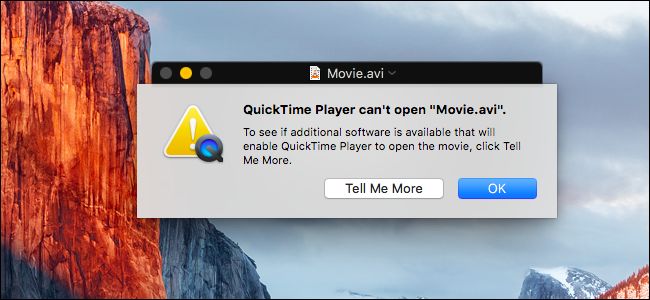 Movie.avi
QuickTime Player can't open "Movie.avi".
To see if additional software is available that will
enable QuickTime Player to open the movie, click Tell
Me More.
Tell Me More OK